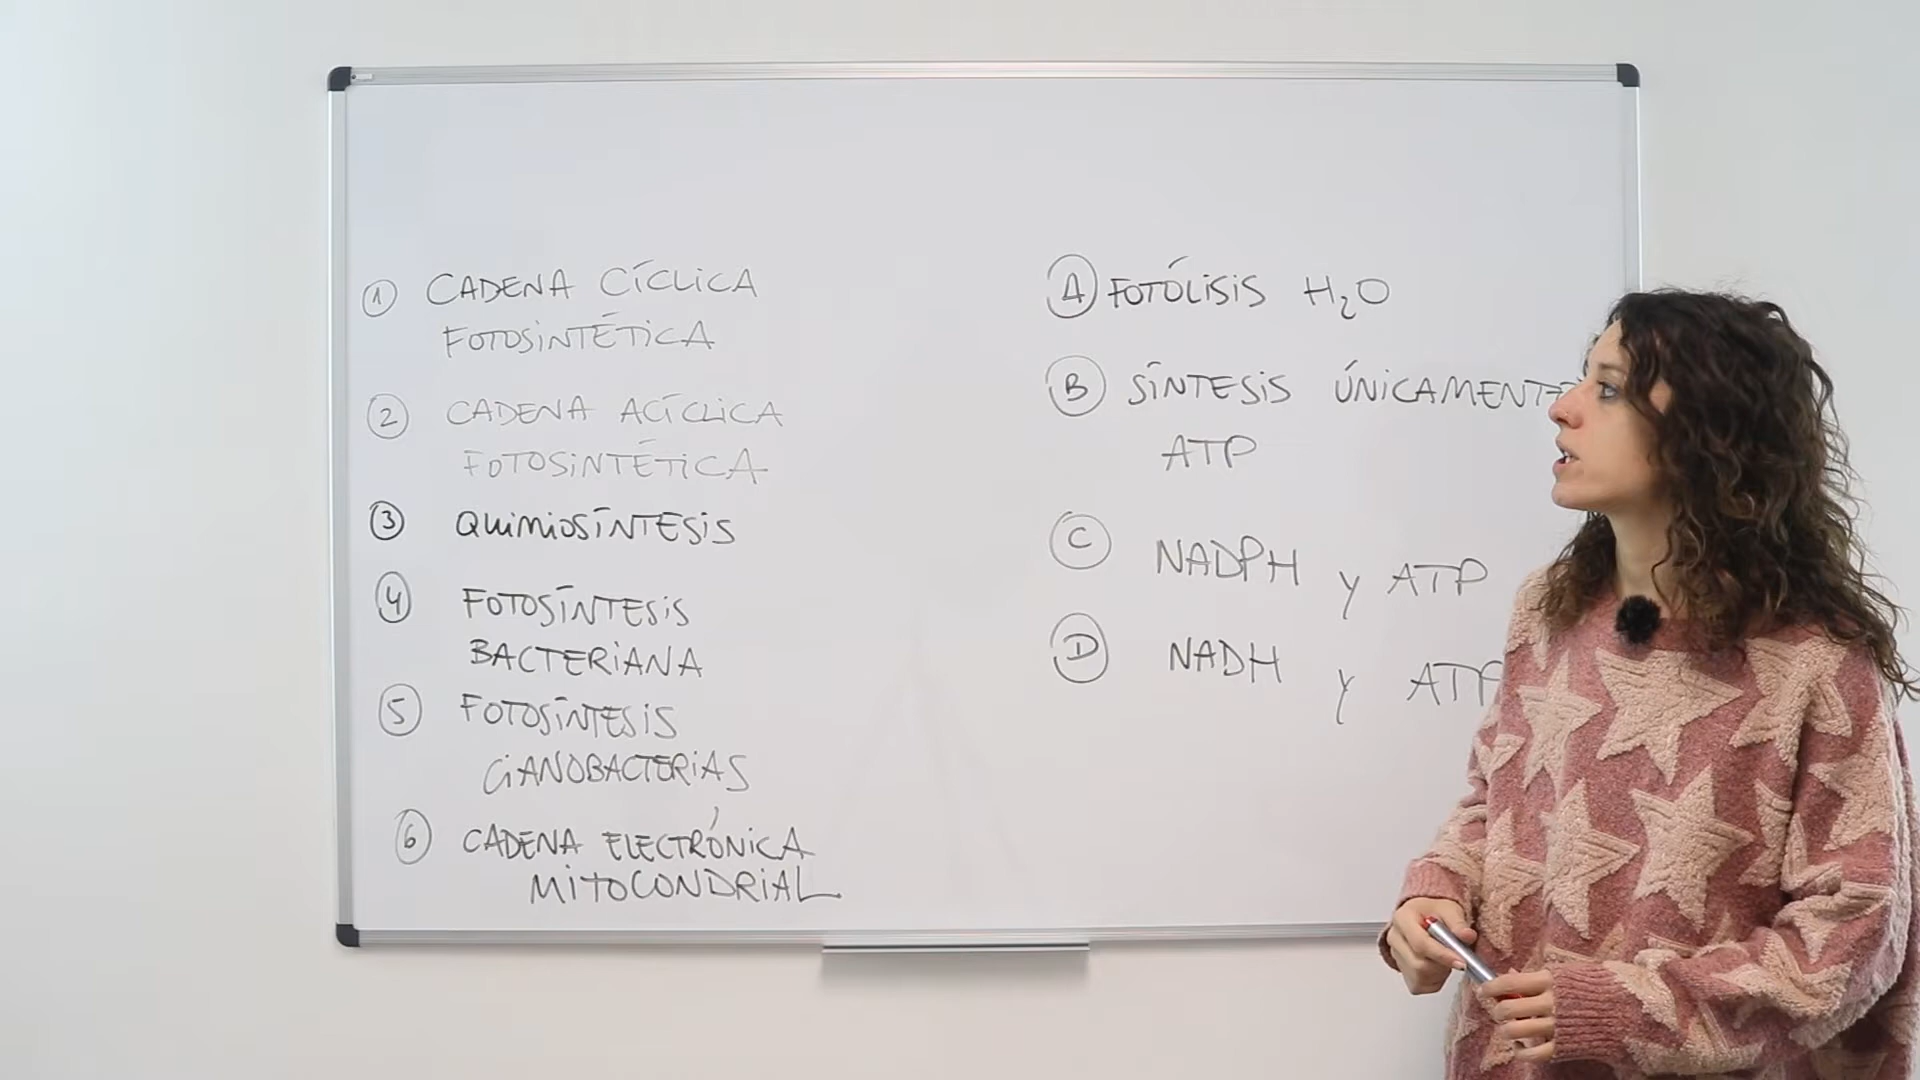 1 CADENA CÍCLICA
FOTOSINTÉTICA
2 CADENA ACÍCLICA
FOTOSINTÉTICA
3 QUIMIOSÍNTESIS
4 FOTOSÍNTESIS
BACTERIANA
5 FOTOSÍNTESIS
CIANOBACTERIAS
6 CADENA ELECTRÓNICA
MITOCONDRIAL
A FOTÓLISIS H₂O
B SÍNTESIS ÚNICAMENTE
ATP
C NADPH y ATP
D NADH y ATP